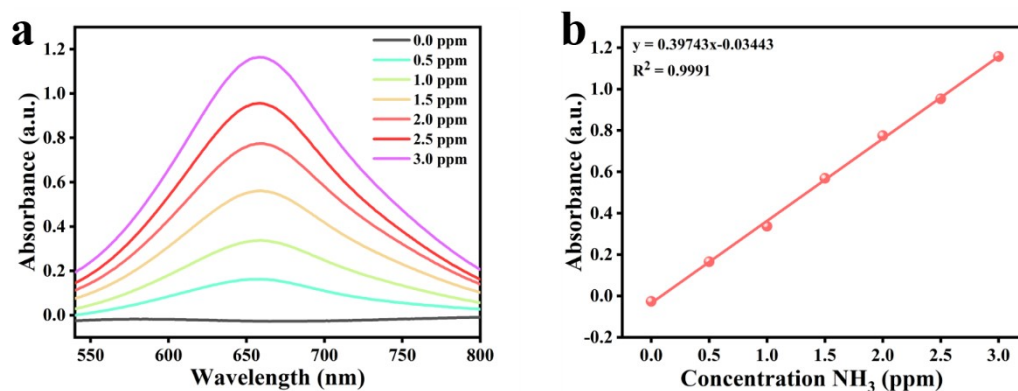 a
1.2
1.0
0.8
0.6
0.4
0.2
0.0
Absorbance (a.u.)
0.0 ppm
0.5 ppm
1.0 ppm
1.5 ppm
2.0 ppm
2.5 ppm
3.0 ppm
550 600 650 700 750 800
Wavelength (nm)
b
1.2
1.0
0.8
0.6
0.4
0.2
0.0
-0.2
Absorbance (a.u.)
y = 0.39743x-0.03443
R² = 0.9991
0.0 0.5 1.0 1.5 2.0 2.5 3.0
Concentration NH₃ (ppm)